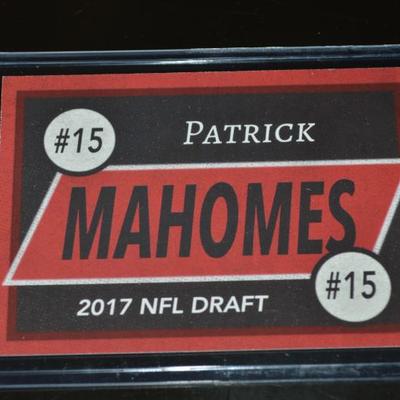 #15
PATRICK
MAHOMES
2017 NFL DRAFT
#15